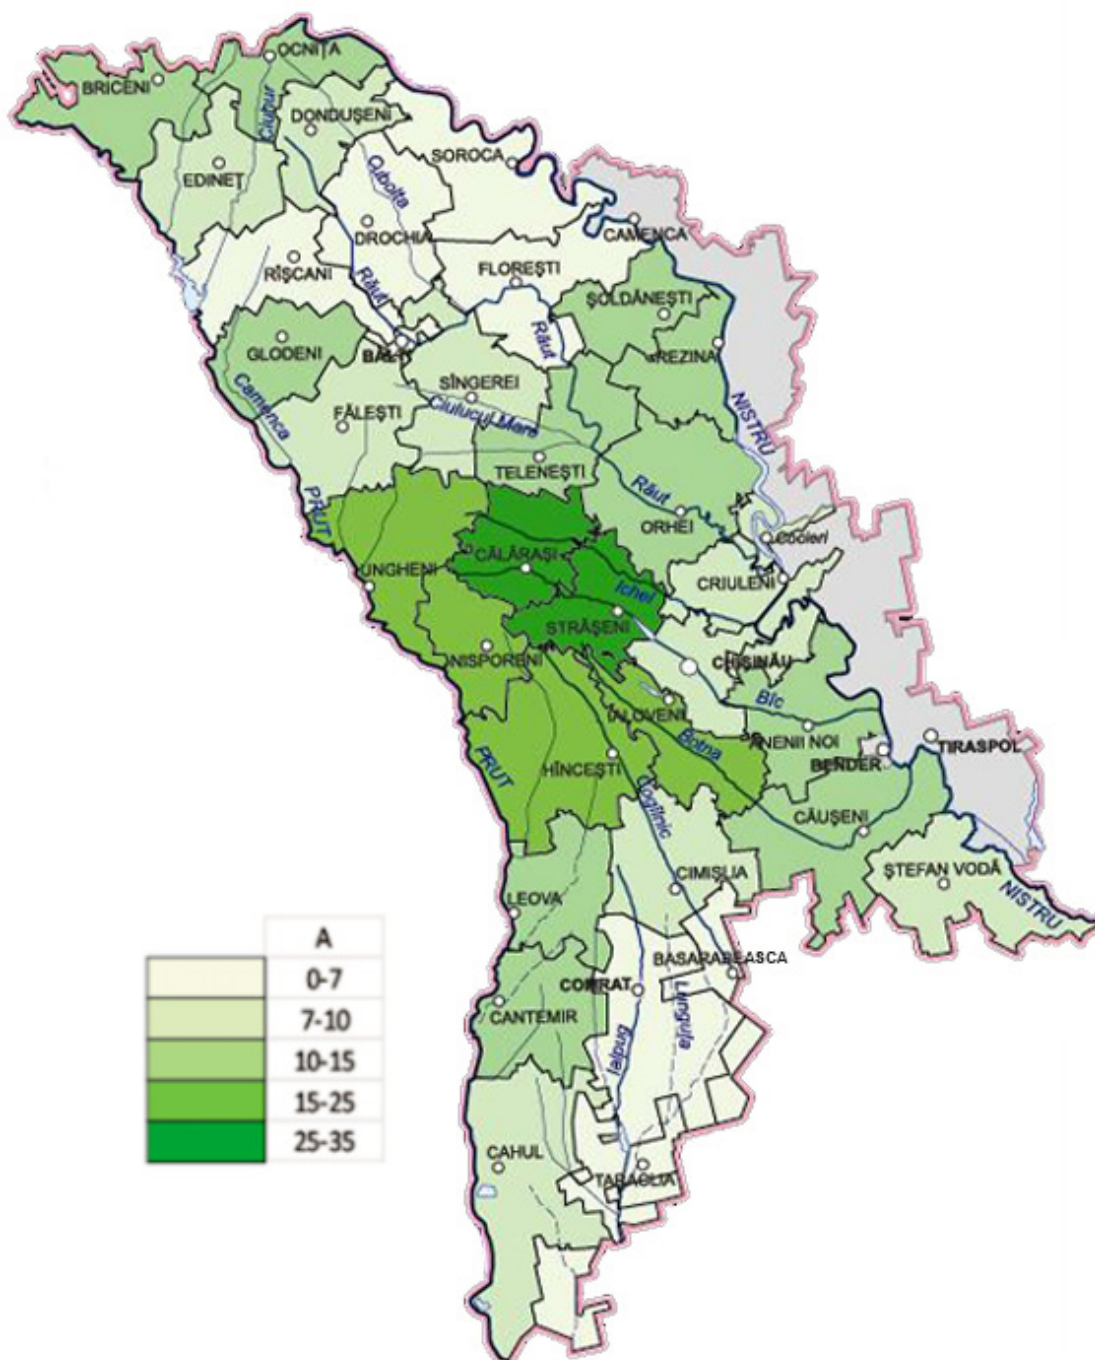 OCNIȚA
BRICENI
Ciuhur
DONDUȘENI
SOROCA
EDINEȚ
Cubolta
CAMENCA
DROCHIA
RÎȘCANI
FLOREȘTI
Răut
ȘOLDĂNEȘTI
Răut
GLODENI
REZINA
SÎNGEREI
Camenca
FĂLEȘTI
Ciulucul Mare
NISTRU
TELENEȘTI
PRUT
Răut
ORHEI
Cocieri
CĂLĂRAȘI
UNGHENI
CRIULENI
Ichel
STRĂȘENI
NISPORENI
CHIȘINĂU
Bîc
IALOVENI
Botna
ANENII NOI
TIRASPOL
BENDER
PRUT
HÎNCEȘTI
Cogîlnic
CĂUȘENI
ȘTEFAN VODĂ
CIMIȘLIA
LEOVA
NISTRU
BASARABEASCA
COMRAT
CANTEMIR
Lunguța
Ialpug
CAHUL
TARACLIA
A
0-7
7-10
10-15
15-25
25-35